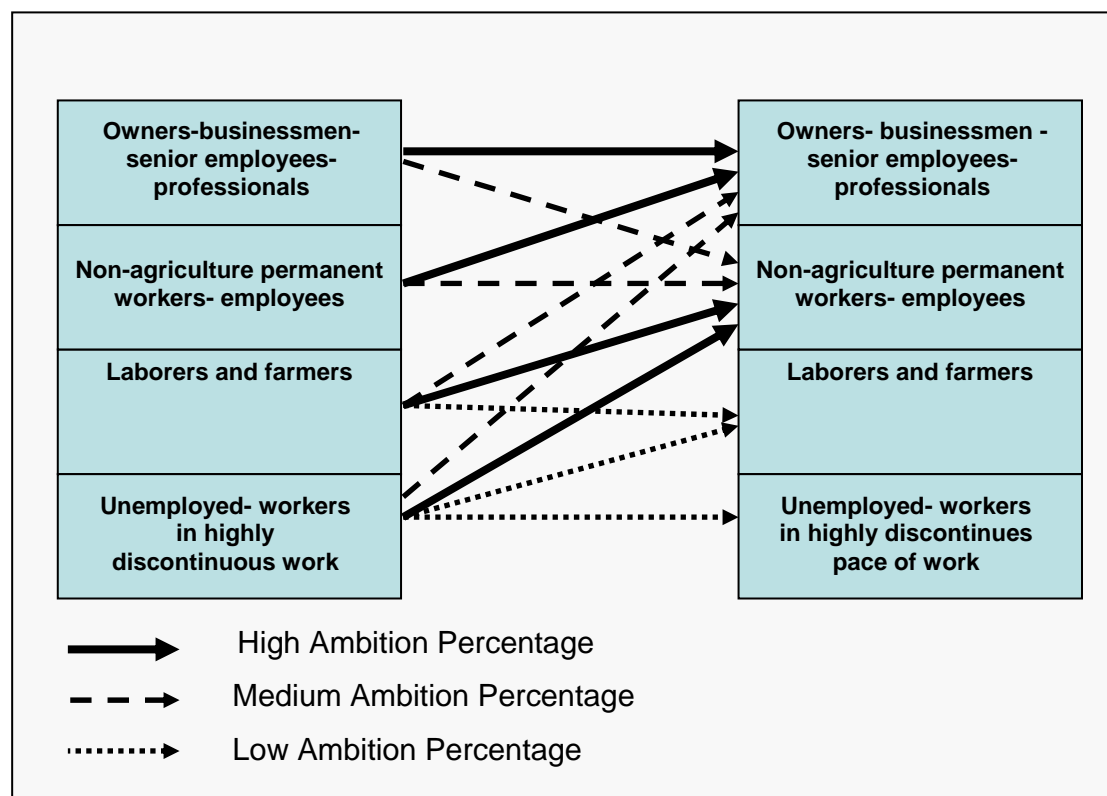 Owners-businessmen-
senior employees-
professionals
Non-agriculture permanent
workers- employees
Laborers and farmers
Unemployed- workers
in highly
discontinuous work
Owners- businessmen -
senior employees-
professionals
Non-agriculture permanent
workers- employees
Laborers and farmers
Unemployed- workers
in highly discontinues
pace of work
High Ambition Percentage
Medium Ambition Percentage
Low Ambition Percentage